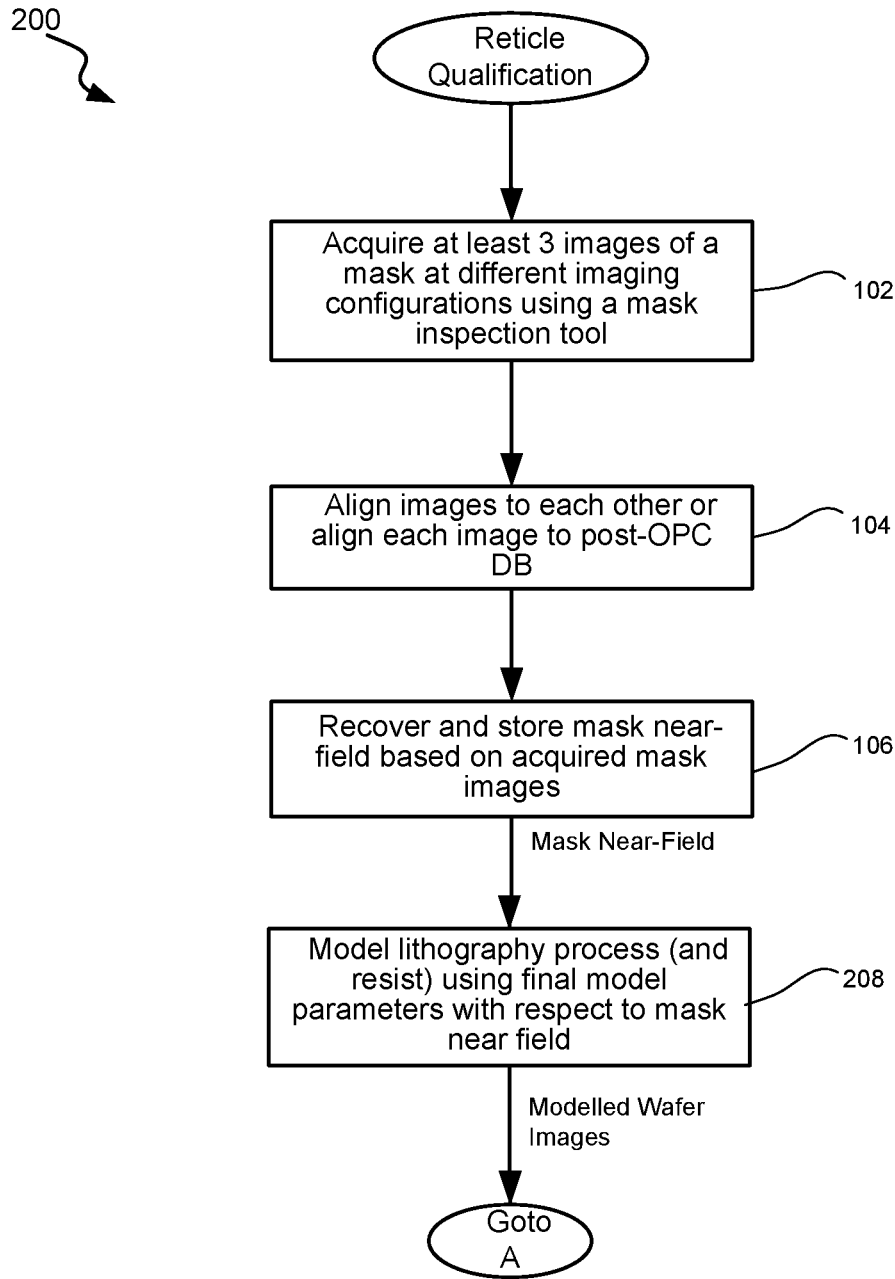 200
Reticle
Qualification
Acquire at least 3 images of a
mask at different imaging
configurations using a mask
inspection tool
102
Align images to each other or
align each image to post-OPC
DB
104
Recover and store mask near-
field based on acquired mask
images
106
Mask Near-Field
Model lithography process (and
resist) using final model
parameters with respect to mask
near field
208
Modelled Wafer
Images
Goto
A